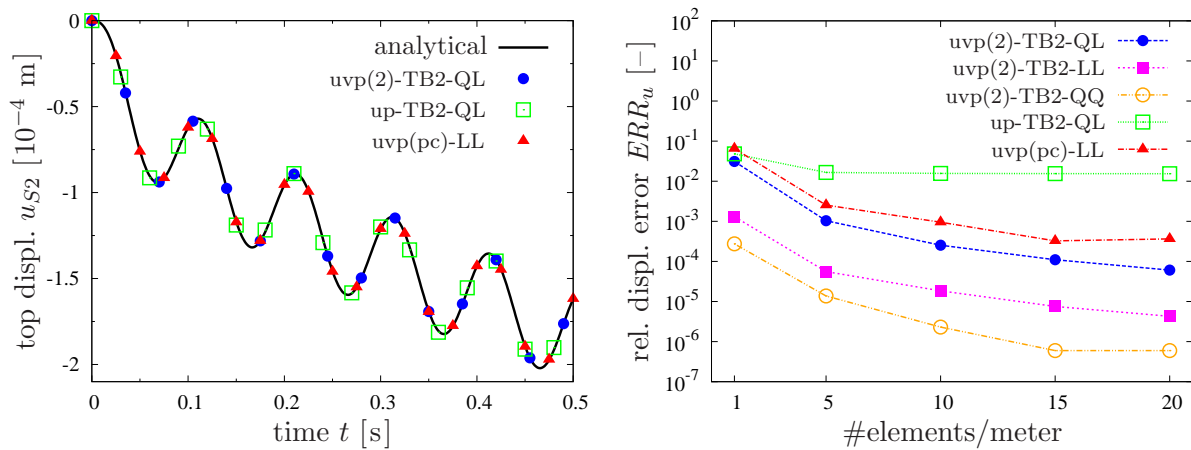 top displ. u_{S2} [10^{-4} m]
0
-0.5
-1
-1.5
-2
analytical
uvp(2)-TB2-QL
up-TB2-QL
uvp(pc)-LL
0 0.1 0.2 0.3 0.4 0.5
time t [s]
rel. displ. error ERR_u [−]
10^2
10^1
10^0
10^{-1}
10^{-2}
10^{-3}
10^{-4}
10^{-5}
10^{-6}
10^{-7}
uvp(2)-TB2-QL
uvp(2)-TB2-LL
uvp(2)-TB2-QQ
up-TB2-QL
uvp(pc)-LL
1 5 10 15 20
#elements/meter